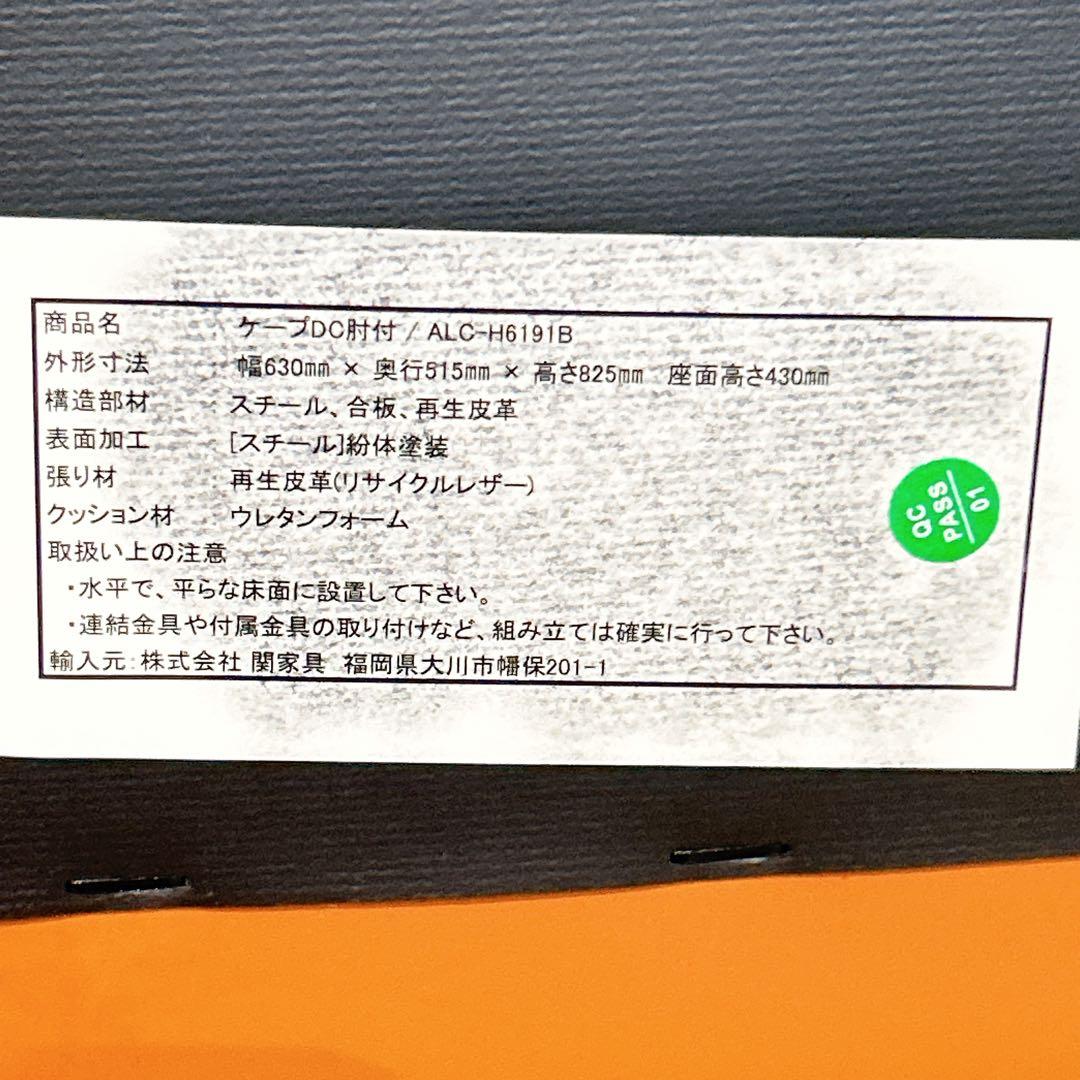 商品名 : ケープDC肘付 / ALC-H6191B
外形寸法 : 幅630mm × 奥行515mm × 高さ825mm 座面高さ430mm
構造部材 : スチール、合板、再生皮革
表面加工 : [スチール]紛体塗装
張り材 : 再生皮革(リサイクルレザー)
クッション材 : ウレタンフォーム
取扱い上の注意
・水平で、平らな床面に設置して下さい。
・連結金具や付属金具の取り付けなど、組み立ては確実に行って下さい。
輸入元:株式会社 関家具 福岡県大川市幡保201-1
QC
PASS
01